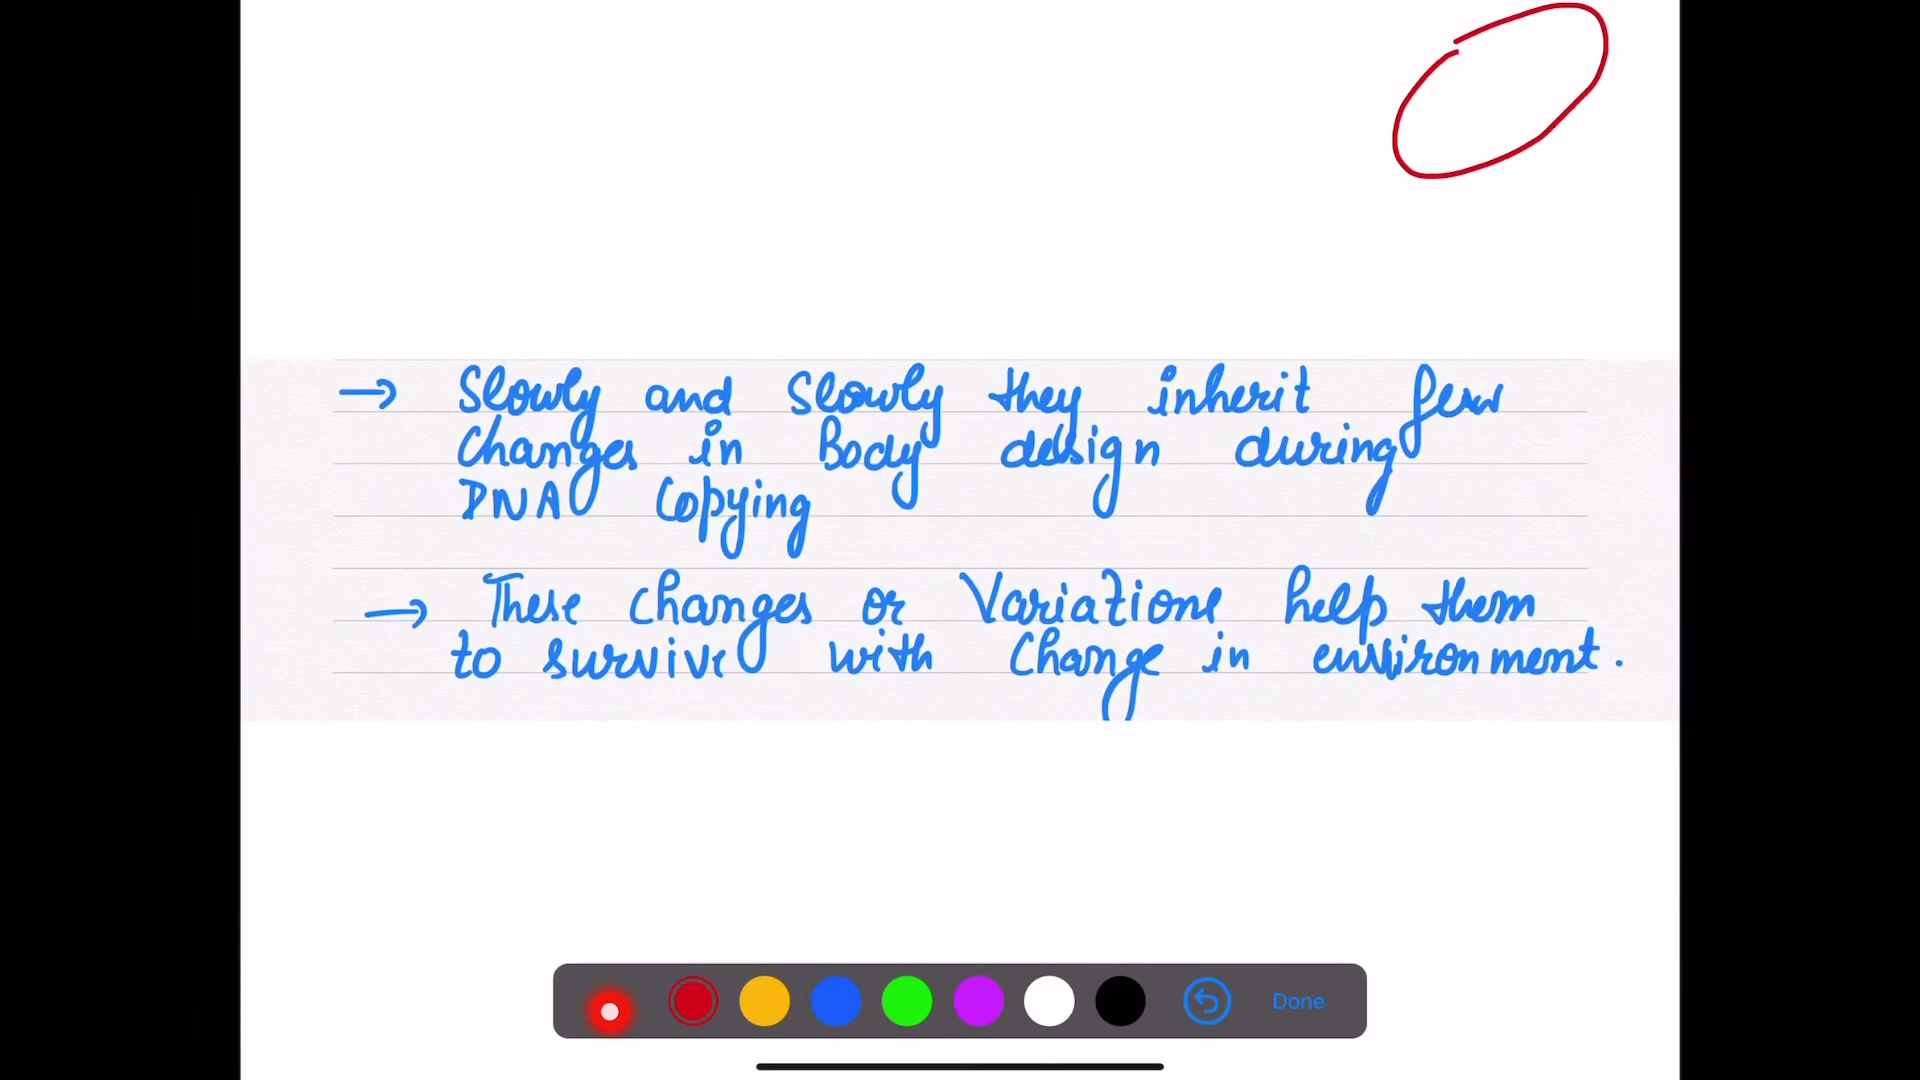 → Slowly and Slowly they inherit few
Changes in Body design during
DNA Copying
→ These changes or Variations help them
to survive with Change in environment.
Done